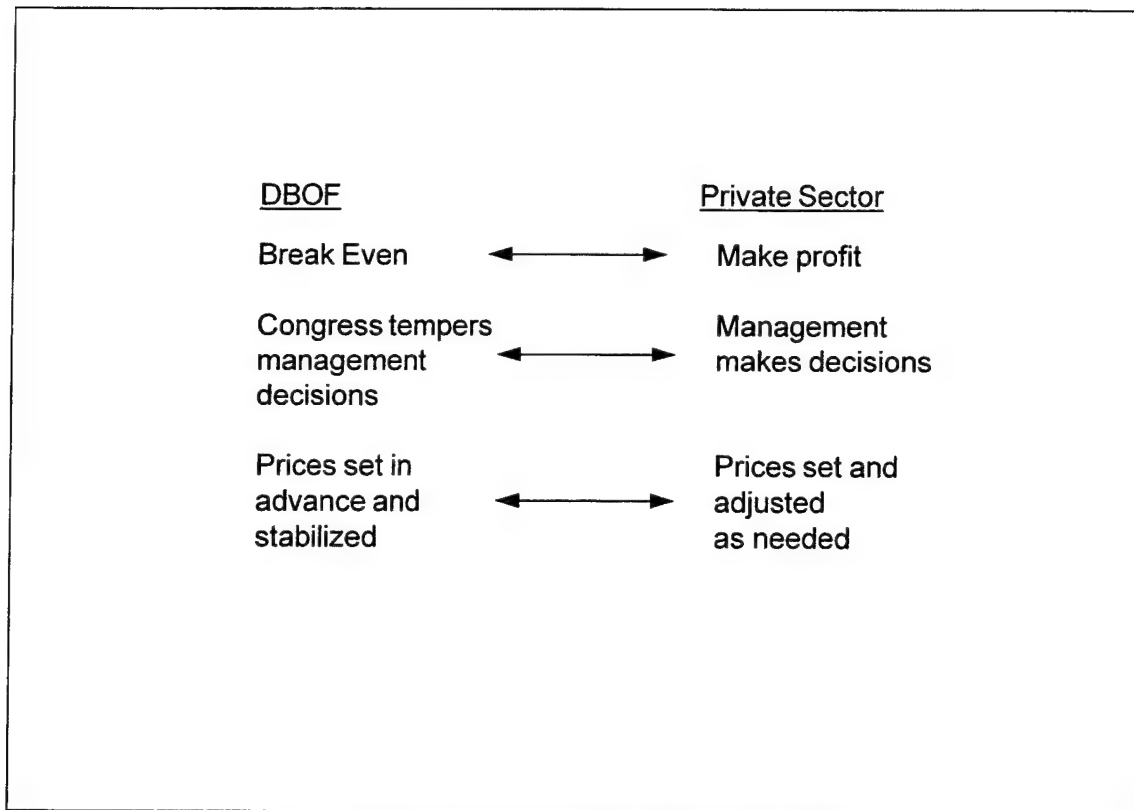 DBOF
Private Sector
Break Even
Make profit
Congress tempers
management
decisions
Management
makes decisions
Prices set in
advance and
stabilized
Prices set and
adjusted
as needed